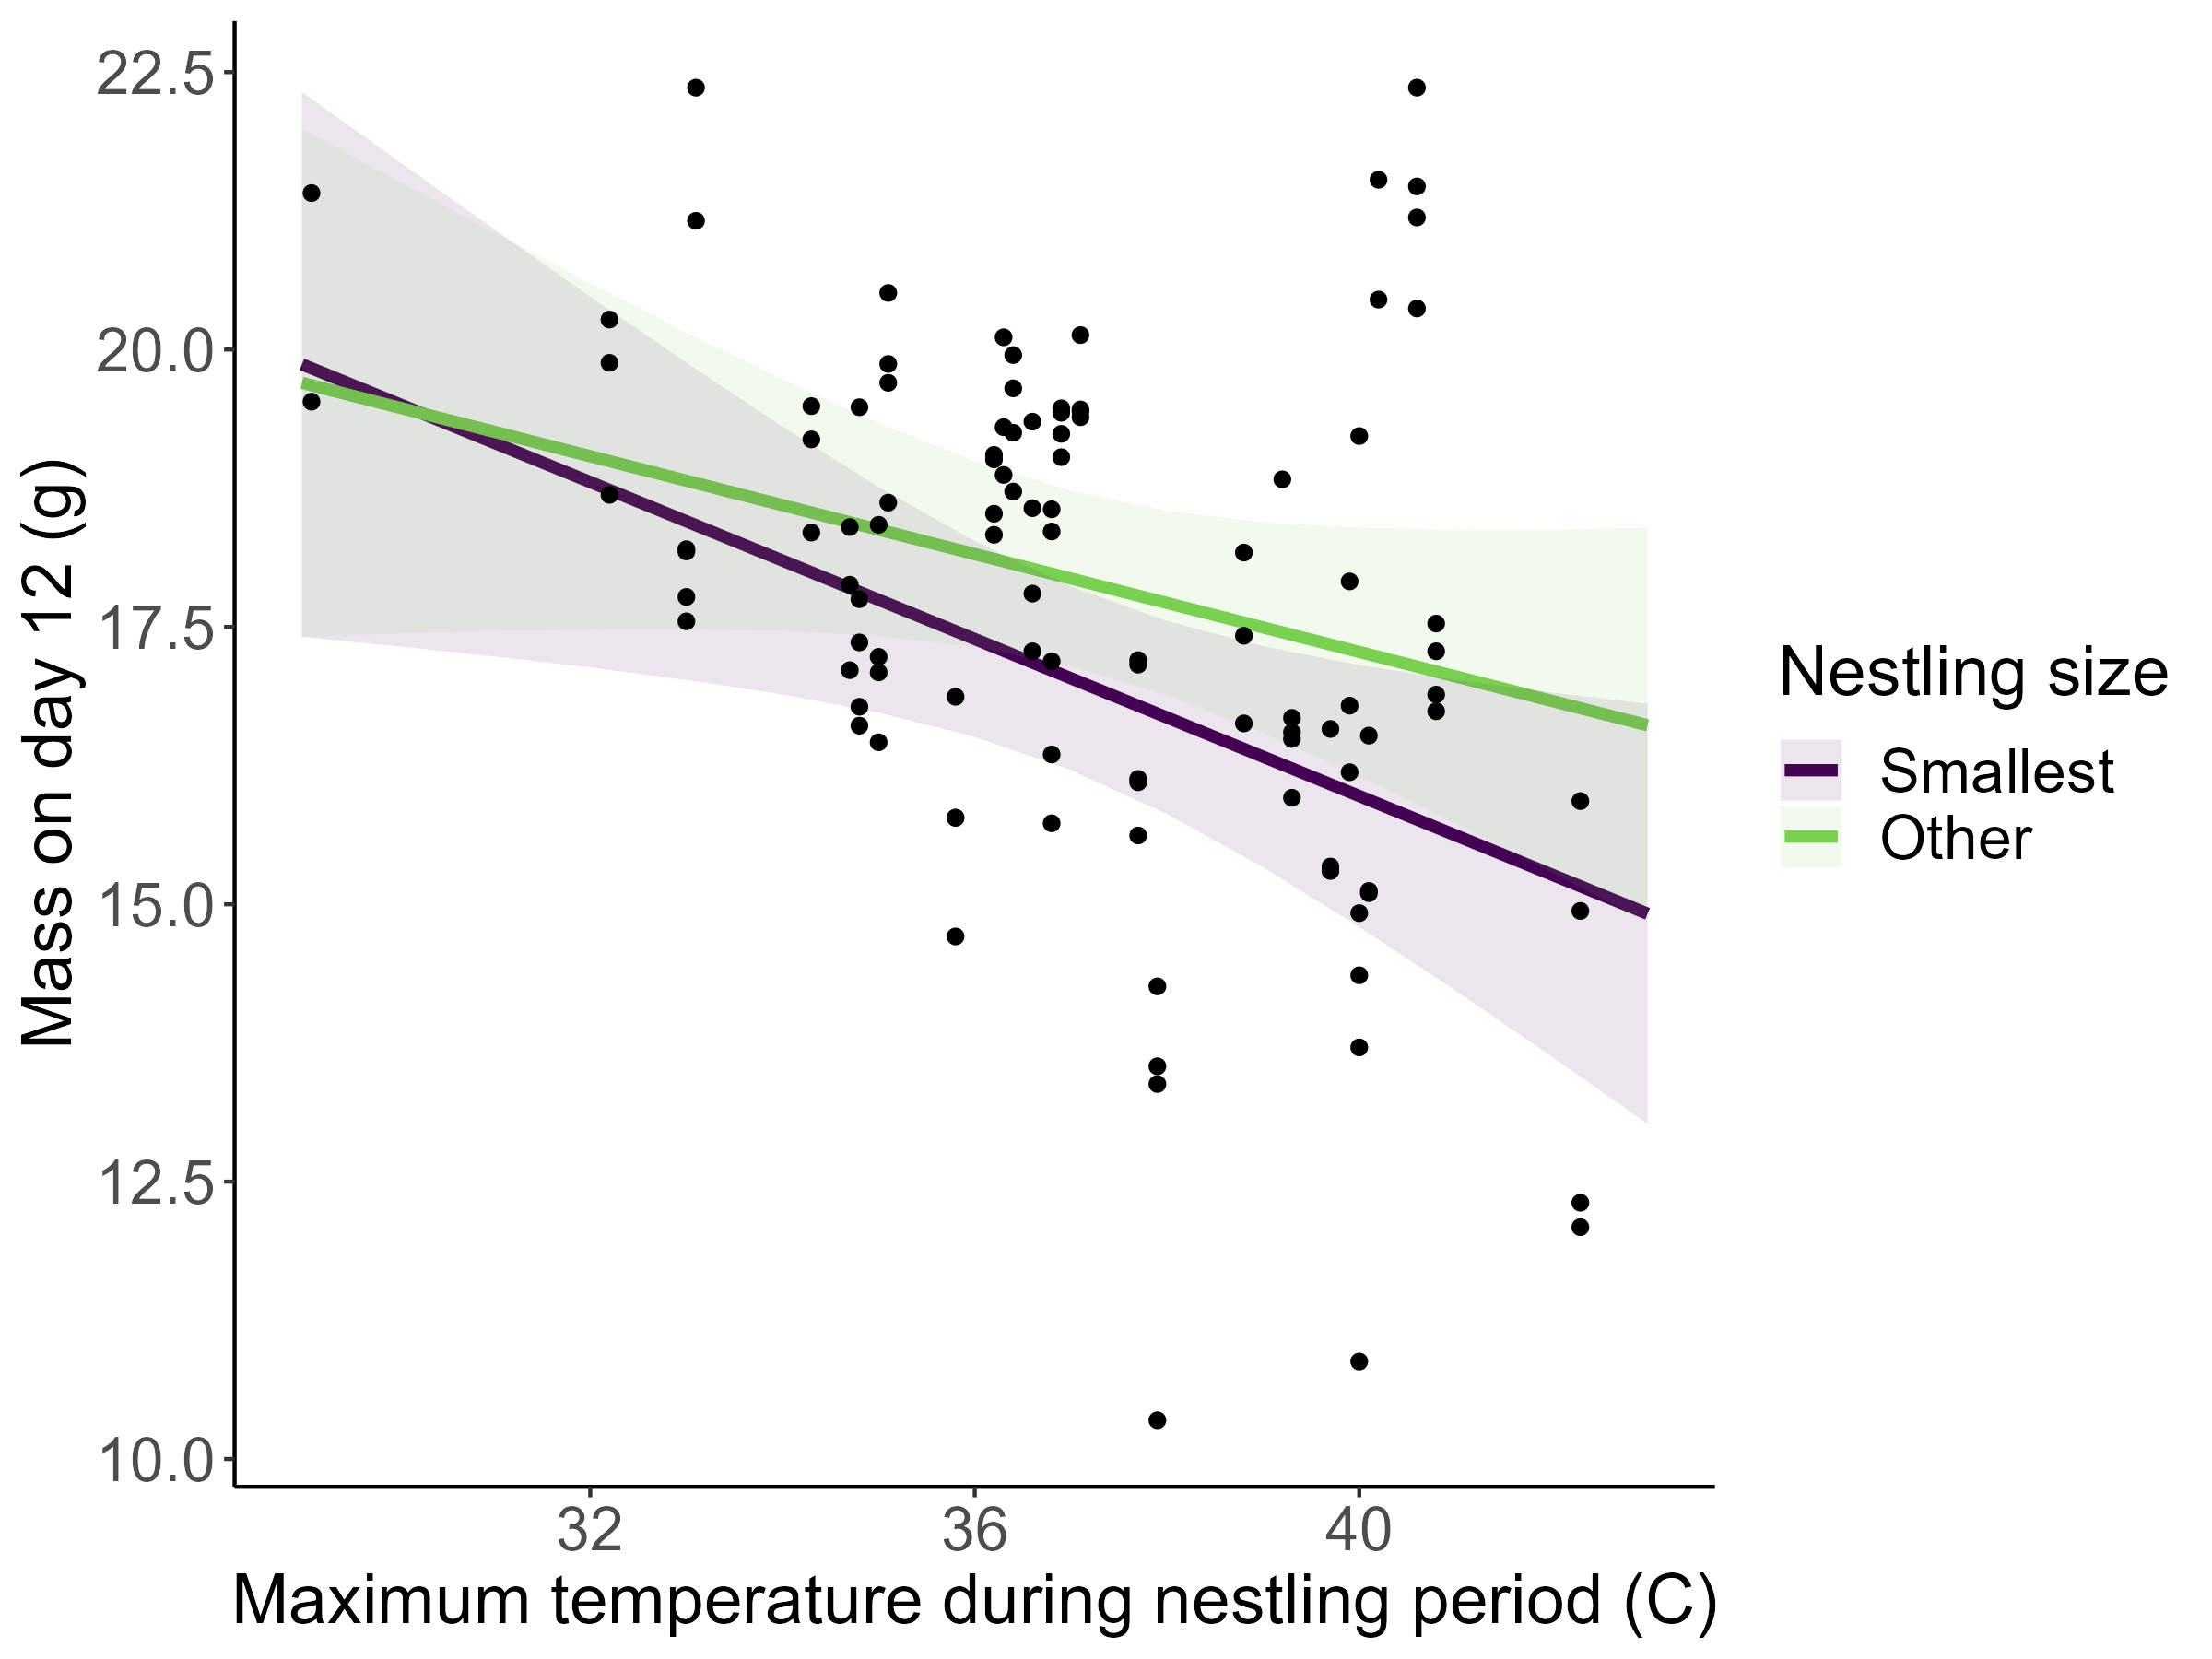 Mass on day 12 (g)
22.5
20.0
17.5
15.0
12.5
10.0
32 36 40
Maximum temperature during nestling period (C)
Nestling size
Smallest
Other